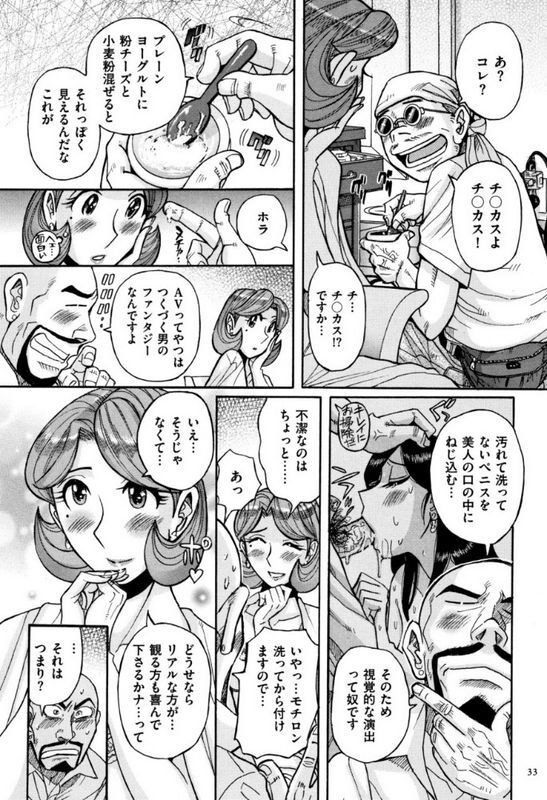 あ?
コレ?
チ○カスよ
チ○カス!
チ…
チ○カス!?
ですか…
プレーン
ヨーグルトに
粉チーズと
小麦粉混ぜると
それっぽく
見えるんだな
これが
グッ
グッ
ホラ
ヘェ…
面白い
AVってやつは
つくづく男の
ファンタジー
なんですよ
キレイに
お掃除
汚れて洗って
ないペニスを
美人の口の中に
ねじ込む…
そのため
視覚的な演出
って奴です
不潔なのは
ちょっと…
あっ
いやっ…モチロン
洗ってから付け
ますので…
いえ…
そうじゃ
なくて…
ポ
どうせなら
リアルな方が…
観る方も喜んで
下さるかナ…って
それは
つまり?
33